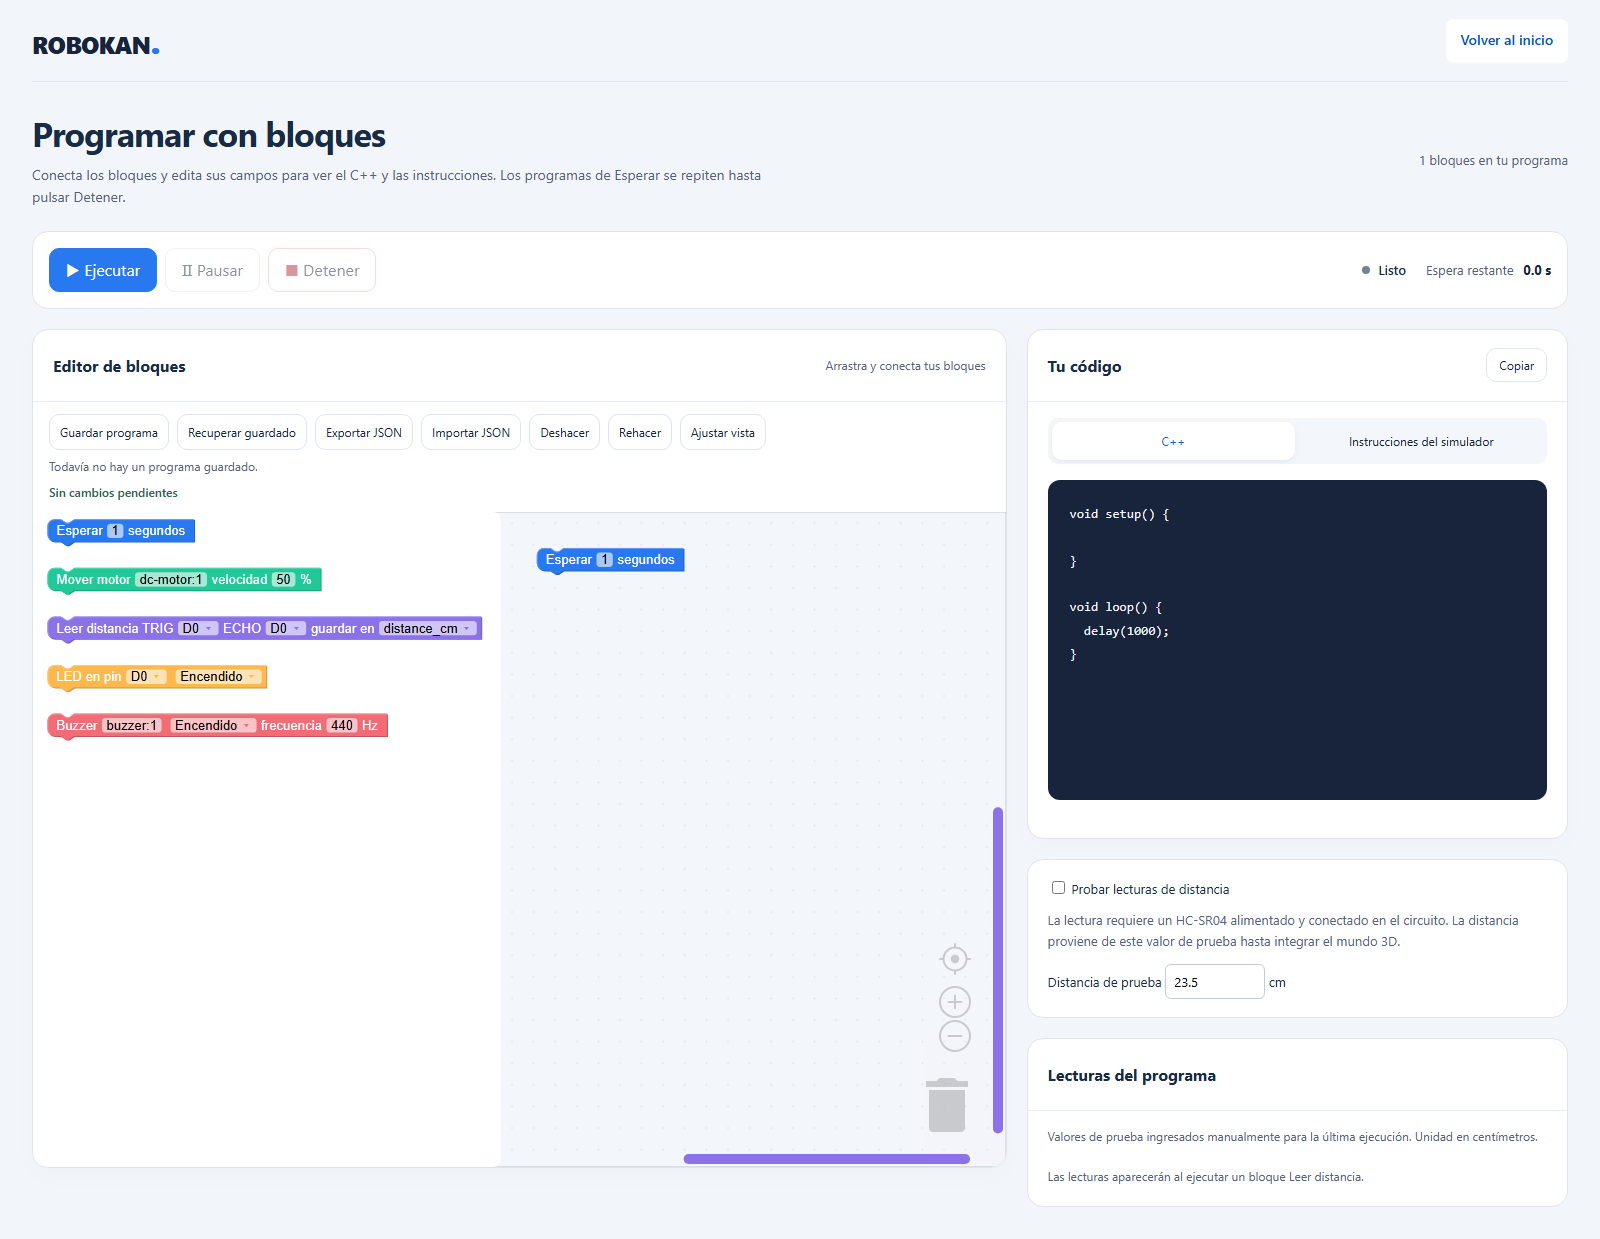 ROBOKAN.
Volver al inicio
Programar con bloques
Conecta los bloques y edita sus campos para ver el C++ y las instrucciones. Los programas de Esperar se repiten hasta
pulsar Detener.
1 bloques en tu programa
Ejecutar
Pausar
Detener
Listo
Espera restante 0.0 s
Editor de bloques
Arrastra y conecta tus bloques
Guardar programa
Recuperar guardado
Exportar JSON
Importar JSON
Deshacer
Rehacer
Ajustar vista
Todavía no hay un programa guardado.
Sin cambios pendientes
Esperar 1 segundos
Mover motor dc-motor:1 velocidad 50 %
Leer distancia TRIG D0 ECHO D0 guardar en distance_cm
LED en pin D0 Encendido
Buzzer buzzer:1 Encendido frecuencia 440 Hz
Esperar 1 segundos
Tu código
Copiar
C++
Instrucciones del simulador
void setup() {
}
void loop() {
delay(1000);
}
Probar lecturas de distancia
La lectura requiere un HC-SR04 alimentado y conectado en el circuito. La distancia
proviene de este valor de prueba hasta integrar el mundo 3D.
Distancia de prueba 23.5 cm
Lecturas del programa
Valores de prueba ingresados manualmente para la última ejecución. Unidad en centímetros.
Las lecturas aparecerán al ejecutar un bloque Leer distancia.